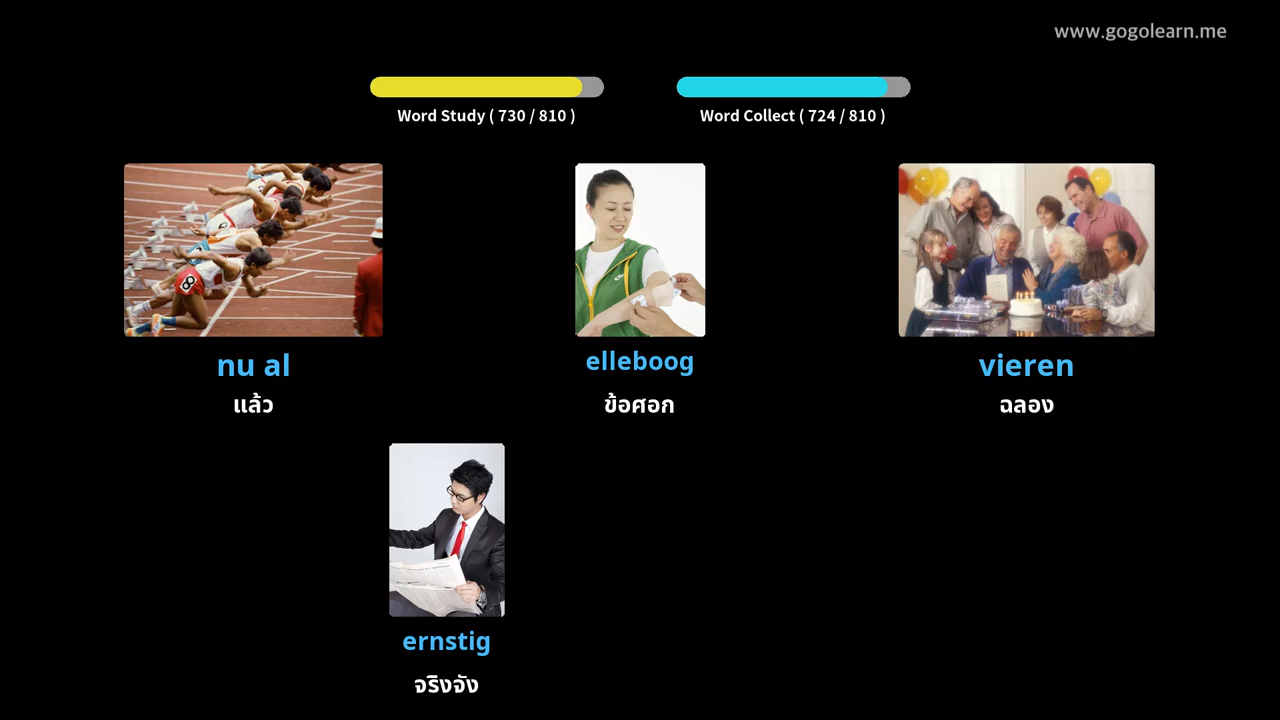 www.gogolearn.me
Word Study ( 730 / 810 )
Word Collect ( 724 / 810 )
nu al
แล้ว
elleboog
ข้อศอก
vieren
ฉลอง
ernstig
จริงจัง